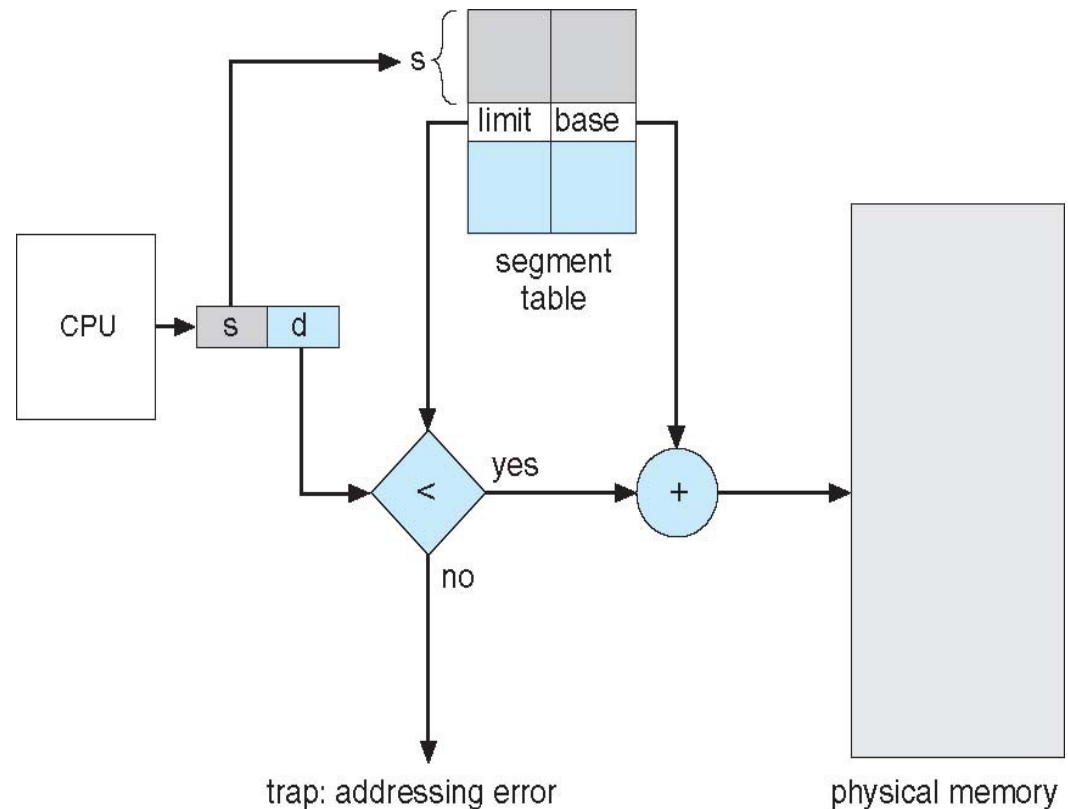 s
limit base
segment
table
CPU
s d
<
yes
+
no
trap: addressing error
physical memory